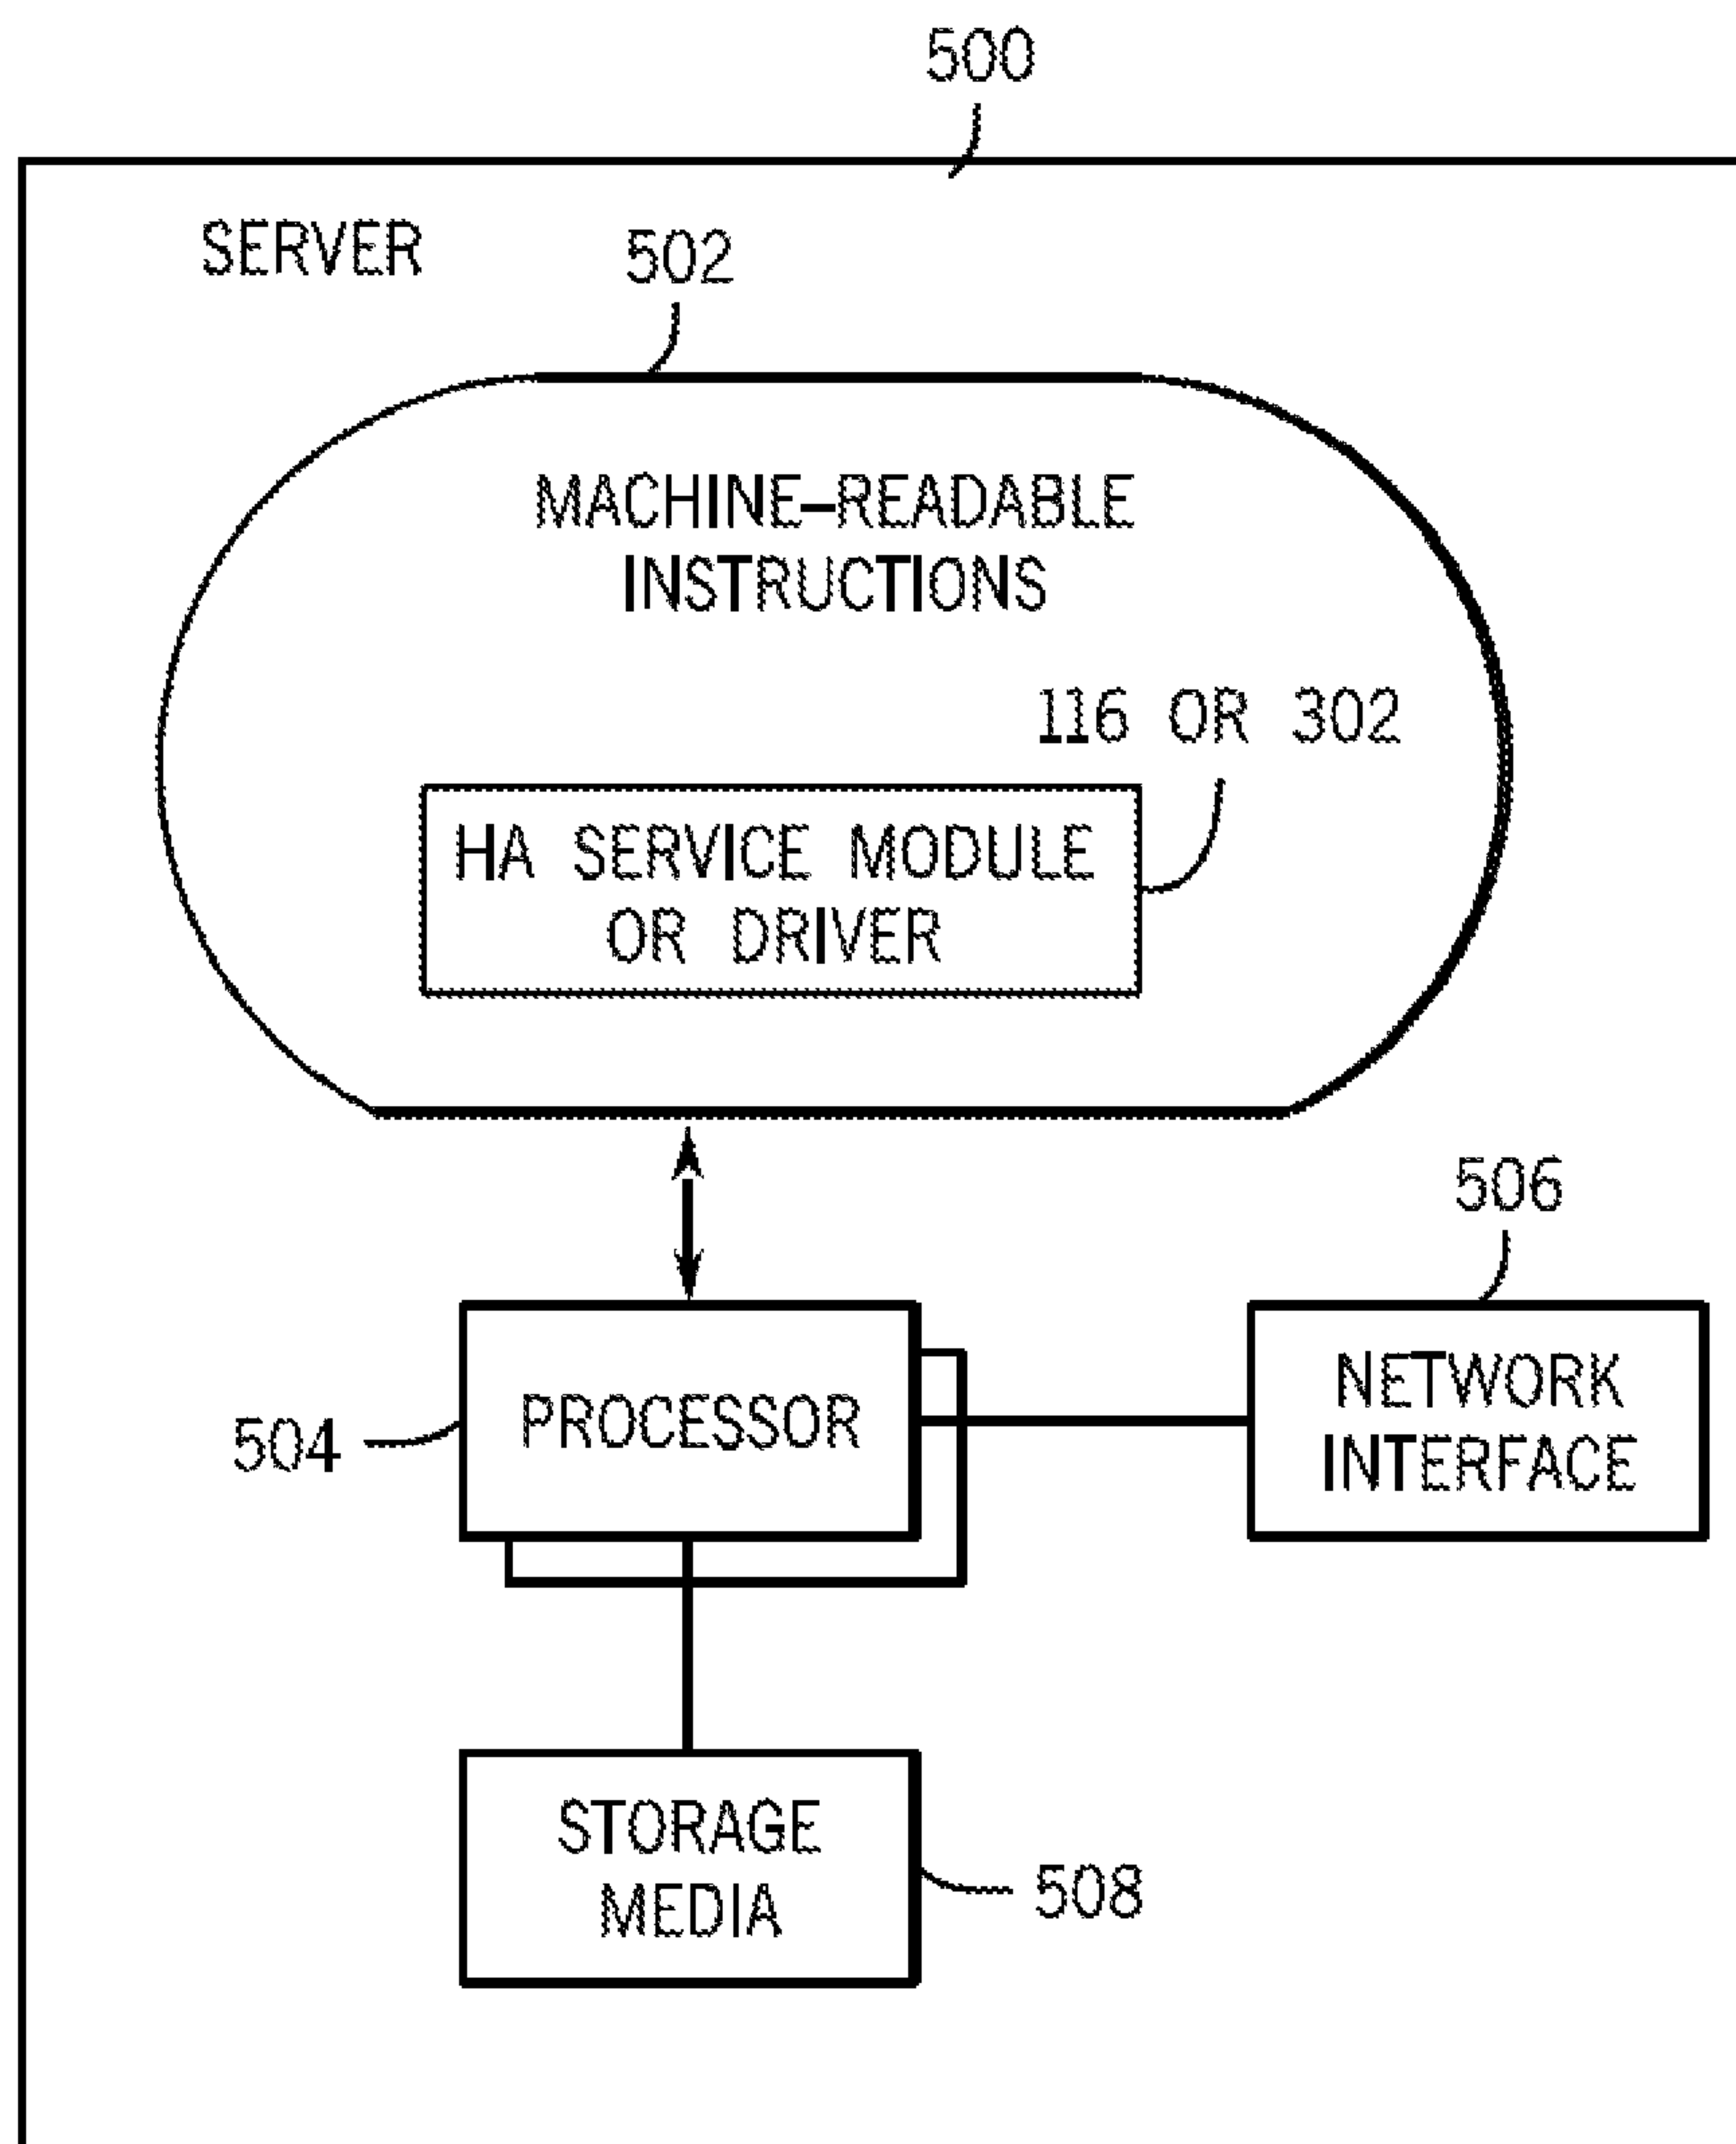 500
SERVER
502
MACHINE-READABLE
INSTRUCTIONS
116 OR 302
HA SERVICE MODULE
OR DRIVER
506
504
PROCESSOR
NETWORK
INTERFACE
STORAGE
MEDIA
508